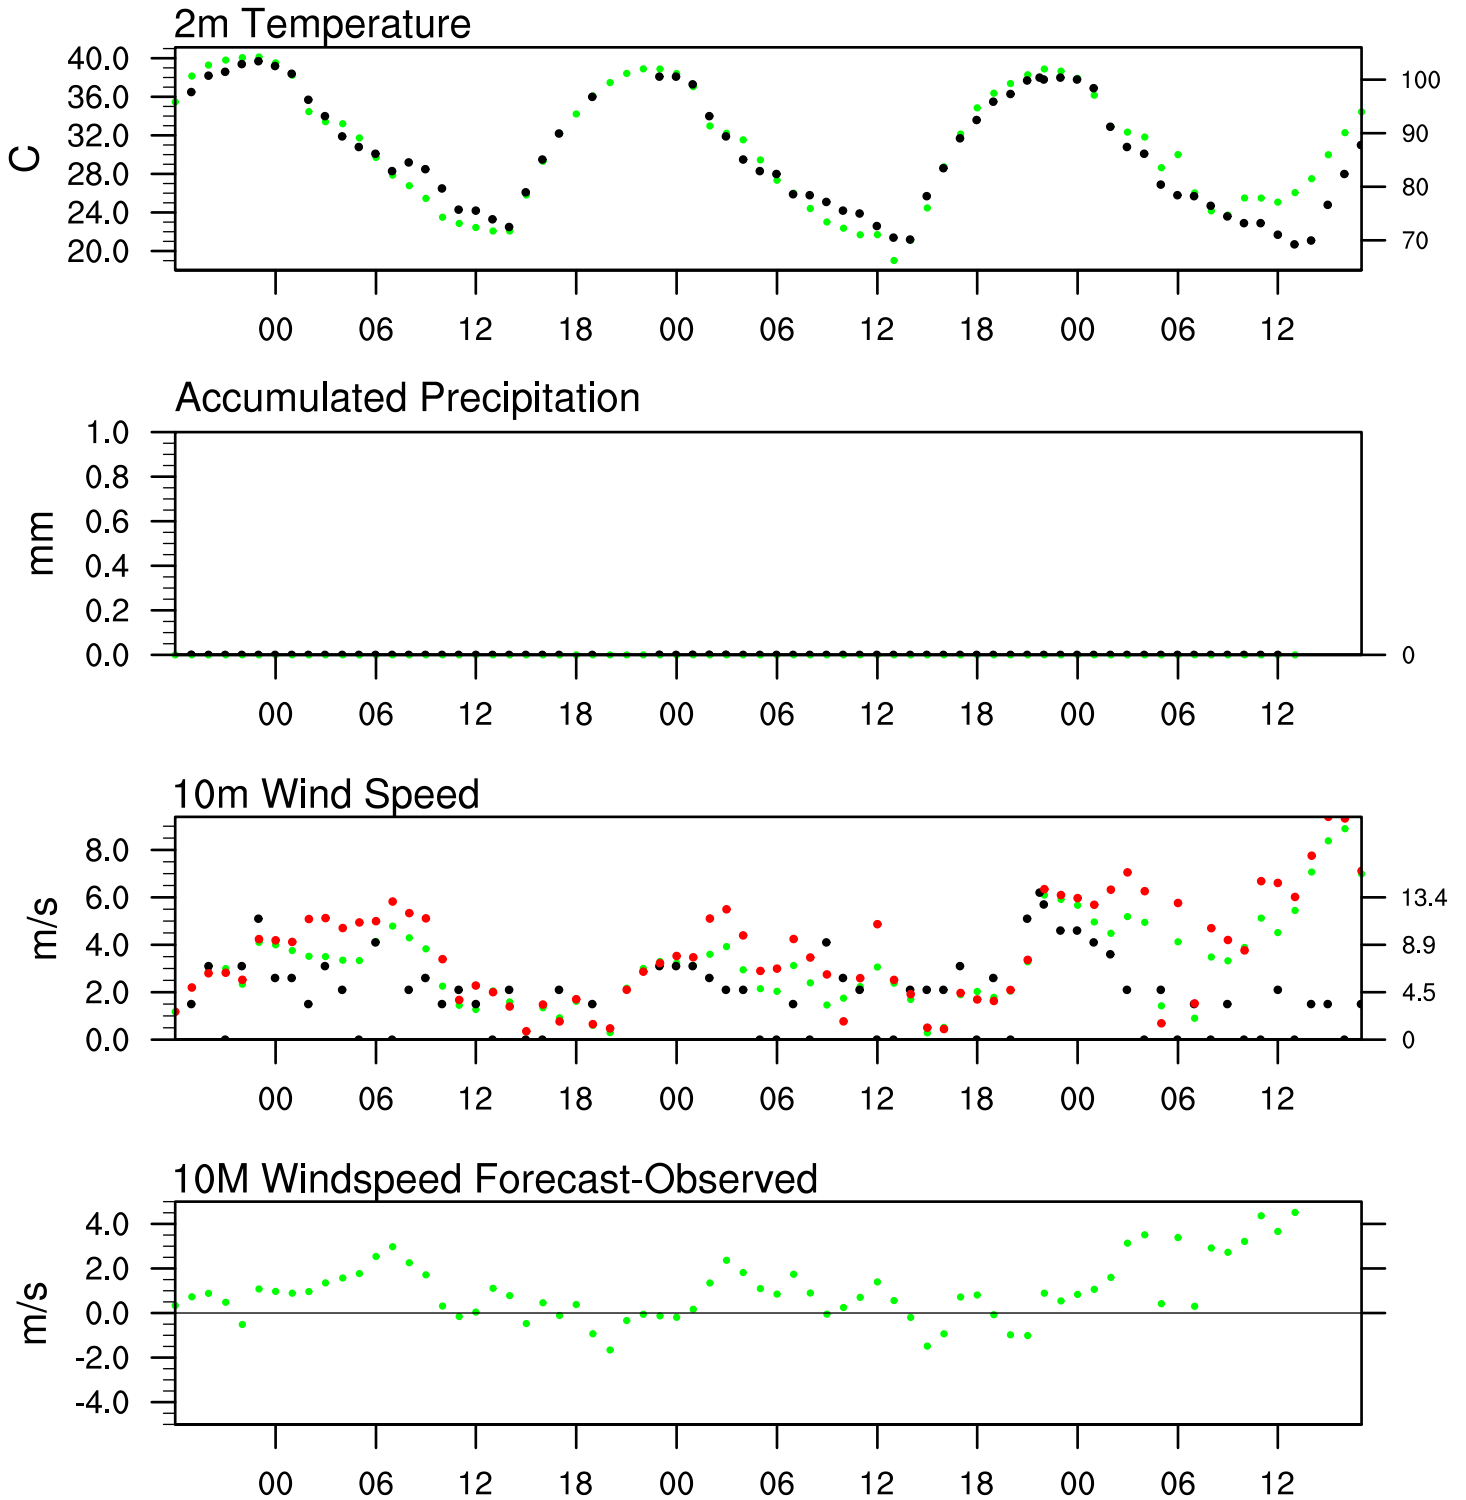 2m Temperature
40.0
36.0
32.0
28.0
24.0
20.0
C
100
90
80
70
00 06 12 18 00 06 12 18 00 06 12
Accumulated Precipitation
1.0
0.8
0.6
0.4
0.2
0.0
mm
0
00 06 12 18 00 06 12 18 00 06 12
10m Wind Speed
8.0
6.0
4.0
2.0
0.0
m/s
13.4
8.9
4.5
0
00 06 12 18 00 06 12 18 00 06 12
10M Windspeed Forecast-Observed
4.0
2.0
0.0
-2.0
-4.0
m/s
00 06 12 18 00 06 12 18 00 06 12